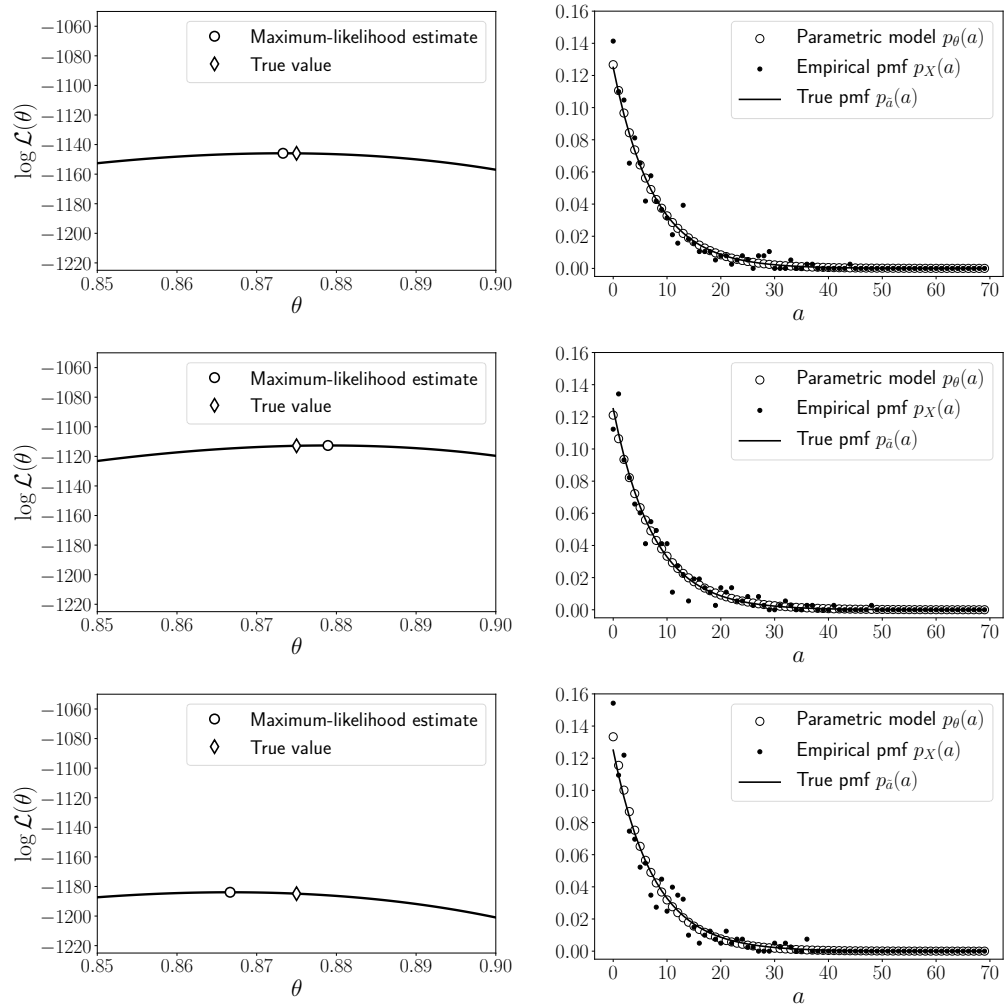 −1060
−1080
−1100
−1120
−1140
−1160
−1180
−1200
−1220
log ℒ(θ)
0.85 0.86 0.87 0.88 0.89 0.90
θ
Maximum-likelihood estimate
True value
0.16
0.14
0.12
0.10
0.08
0.06
0.04
0.02
0.00
0 10 20 30 40 50 60 70
a
Parametric model pθ(a)
Empirical pmf pX(a)
True pmf pã(a)
−1060
−1080
−1100
−1120
−1140
−1160
−1180
−1200
−1220
log ℒ(θ)
0.85 0.86 0.87 0.88 0.89 0.90
θ
Maximum-likelihood estimate
True value
0.16
0.14
0.12
0.10
0.08
0.06
0.04
0.02
0.00
0 10 20 30 40 50 60 70
a
Parametric model pθ(a)
Empirical pmf pX(a)
True pmf pã(a)
−1060
−1080
−1100
−1120
−1140
−1160
−1180
−1200
−1220
log ℒ(θ)
0.85 0.86 0.87 0.88 0.89 0.90
θ
Maximum-likelihood estimate
True value
0.16
0.14
0.12
0.10
0.08
0.06
0.04
0.02
0.00
0 10 20 30 40 50 60 70
a
Parametric model pθ(a)
Empirical pmf pX(a)
True pmf pã(a)